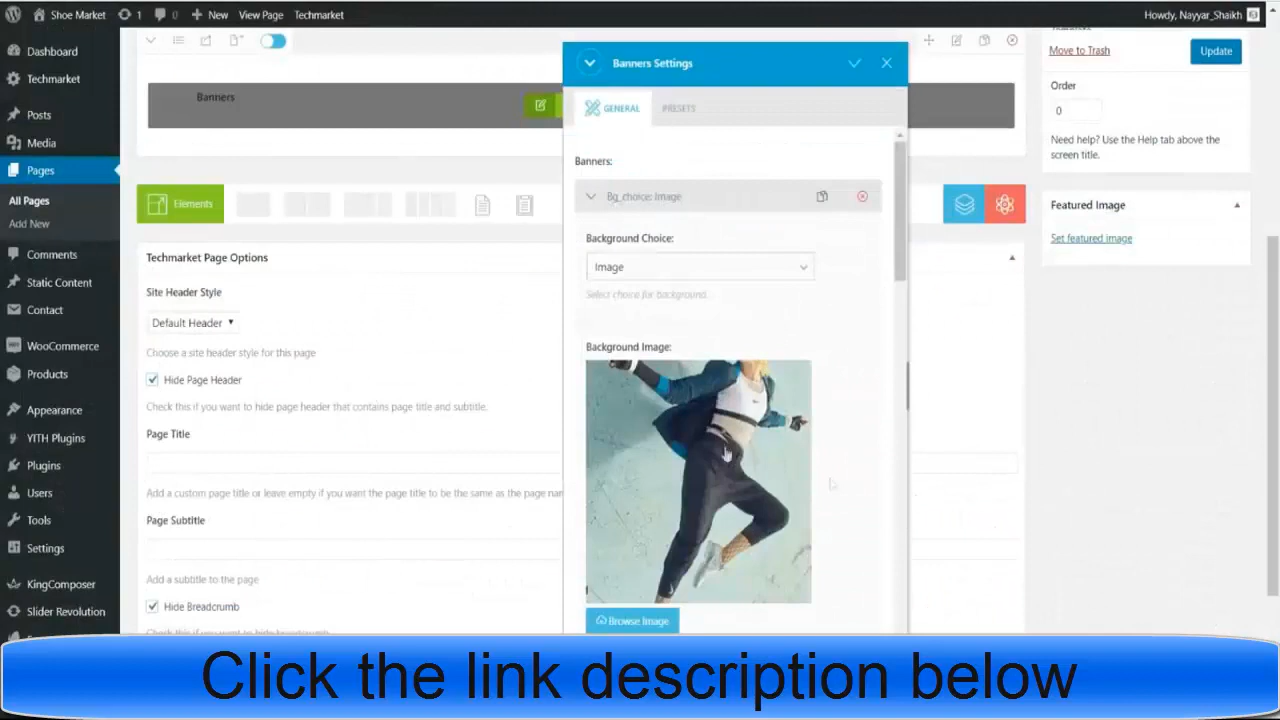 Shoe Market
1
0
New
View Page
Techmarket
Howdy, Nayyar_Shaikh
Dashboard
Techmarket
Posts
Media
Pages
All Pages
Add New
Comments
Static Content
Contact
WooCommerce
Products
Appearance
YITH Plugins
Plugins
Users
Tools
Settings
KingComposer
Slider Revolution
Banners
Elements
Techmarket Page Options
Site Header Style
Default Header
Choose a site header style for this page
Hide Page Header
Check this if you want to hide page header that contains page title and subtitle.
Page Title
Add a custom page title or leave empty if you want the page title to be the same as the page nam
Page Subtitle
Add a subtitle to the page
Hide Breadcrumb
Banners Settings
GENERAL
PRESETS
Banners:
Bg_choice: Image
Background Choice:
Image
Select choice for background.
Background Image:
Browse Image
Move to Trash
Update
Order
0
Need help? Use the Help tab above the
screen title.
Featured Image
Set featured image
Click the link description below